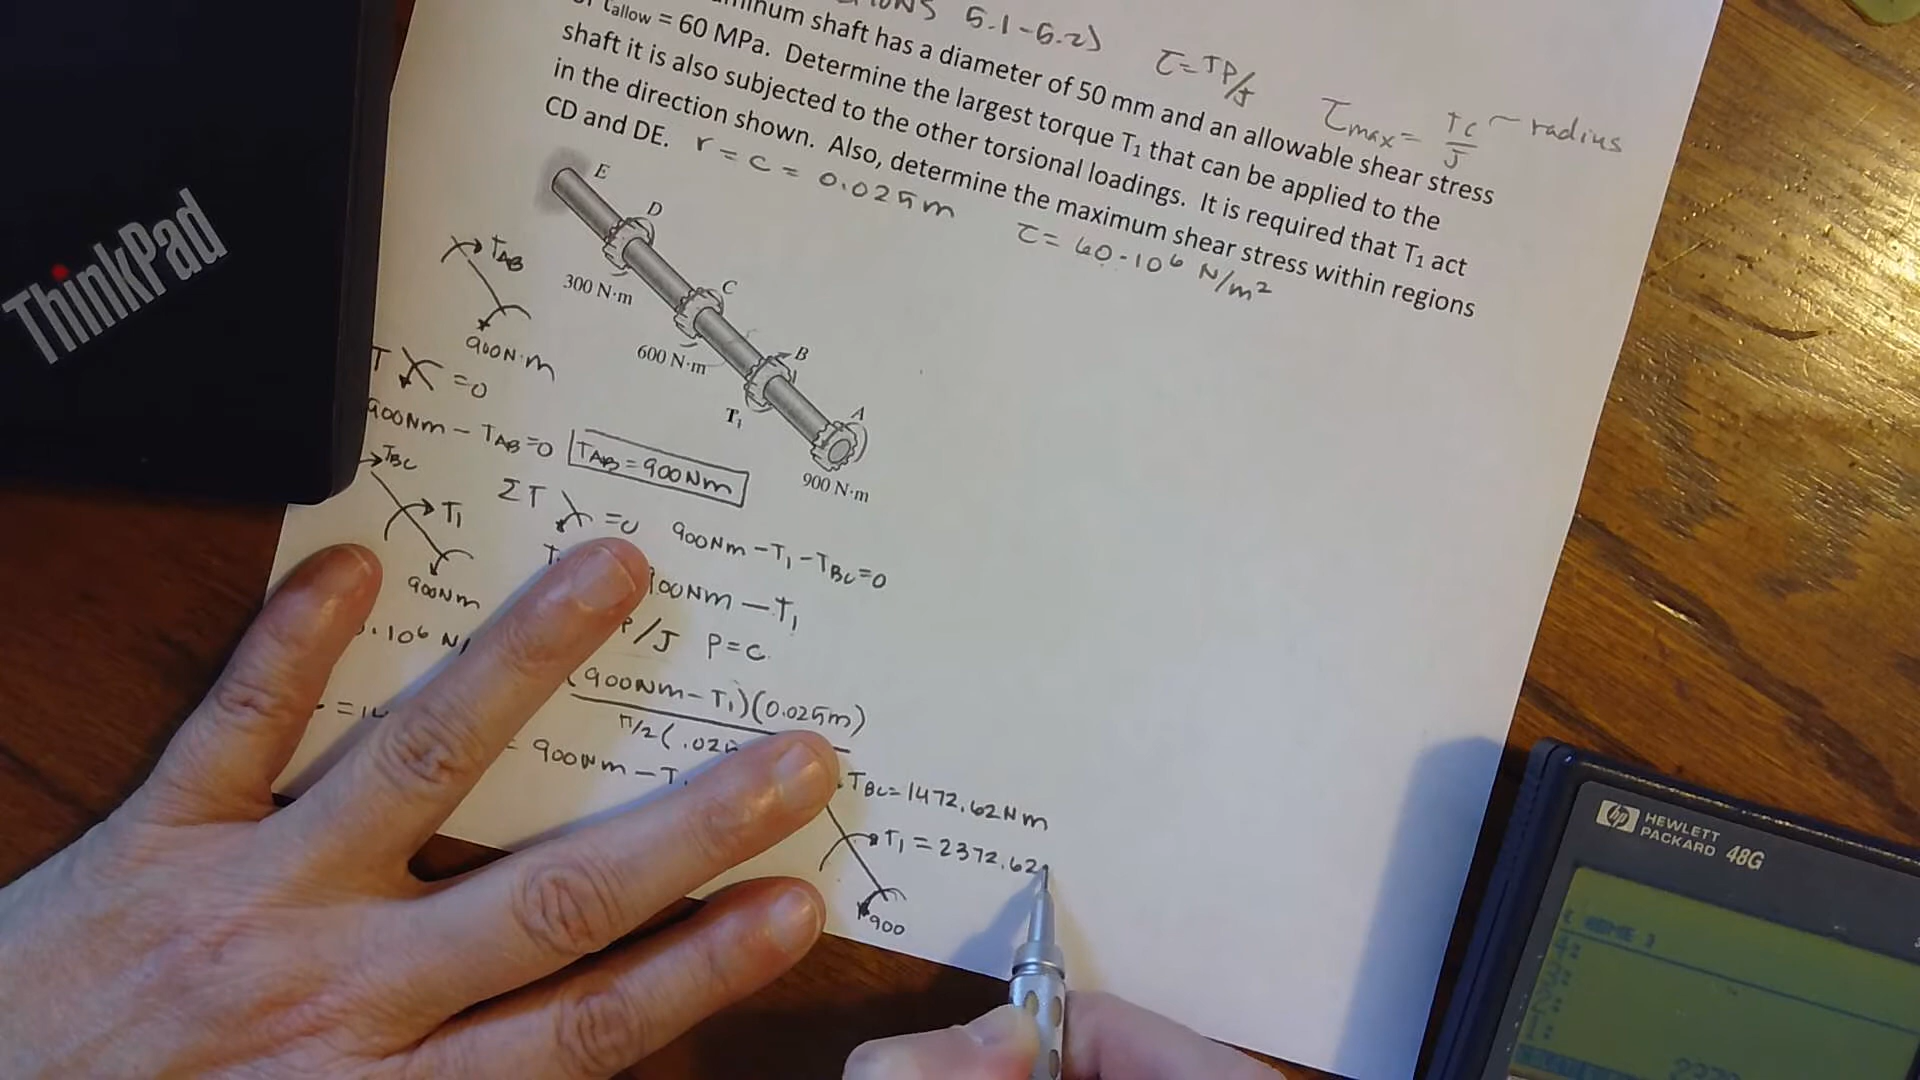 5.1-5.2)
shaft has a diameter of 50 mm and an allowable shear stress
τallow = 60 MPa. Determine the largest torque T₁ that can be applied to the
shaft it is also subjected to the other torsional loadings. It is required that T₁ act
in the direction shown. Also, determine the maximum shear stress within regions
CD and DE.
τ=Tρ/J
τmax = Tc/J radius
r = c = 0.025m
τ = 60·10⁶ N/m²
ThinkPad
E
D
C
B
A
300 N·m
600 N·m
T₁
900 N·m
TAB
900N·m
T =0
900Nm - TAB=0
TAB = 900Nm
TBC
T₁
900Nm
ΣT =0
900Nm - T₁ - TBC=0
900Nm - T₁
/J ρ=c
·10⁶ N/
(900Nm-T₁)(0.025m)
π/2(.02
= 900Nm - T
TBC= 1472.62Nm
T₁ = 2372.62
900
hp HEWLETT
PACKARD 48G